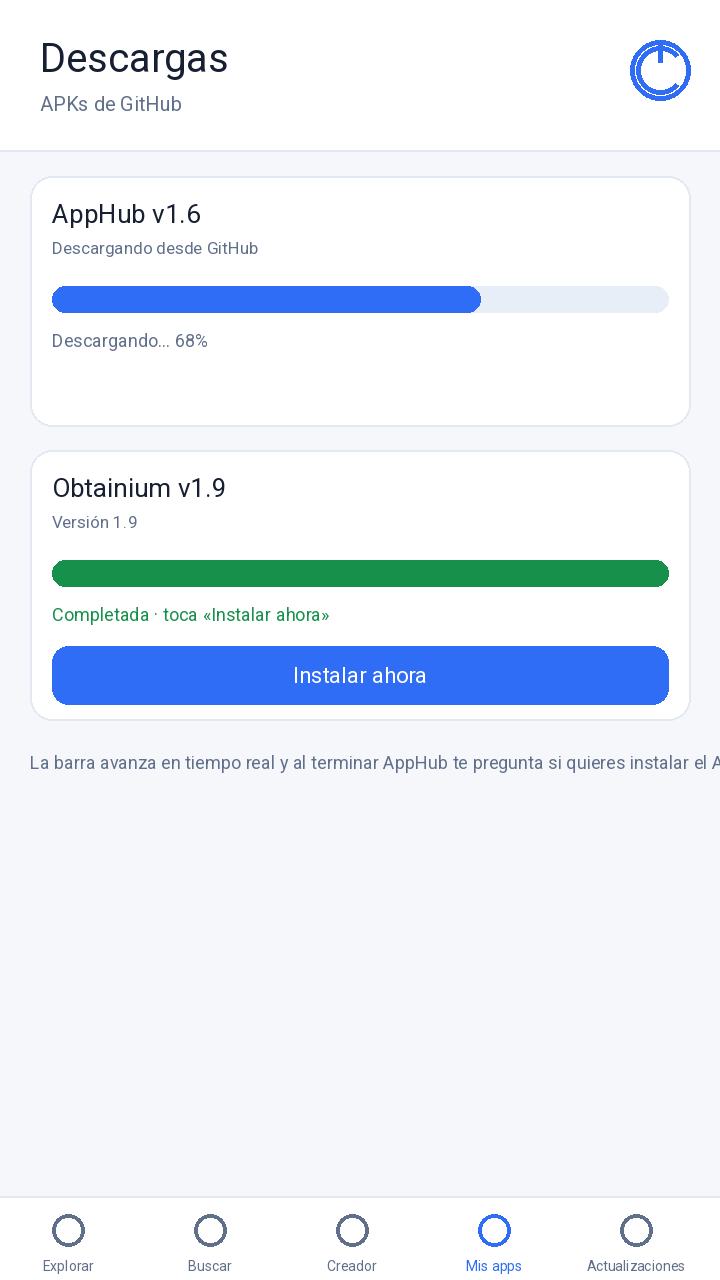 Descargas
APKs de GitHub
AppHub v1.6
Descargando desde GitHub
Descargando... 68%
Obtainium v1.9
Versión 1.9
Completada · toca «Instalar ahora»
Instalar ahora
La barra avanza en tiempo real y al terminar AppHub te pregunta si quieres instalar el A
Explorar
Buscar
Creador
Mis apps
Actualizaciones